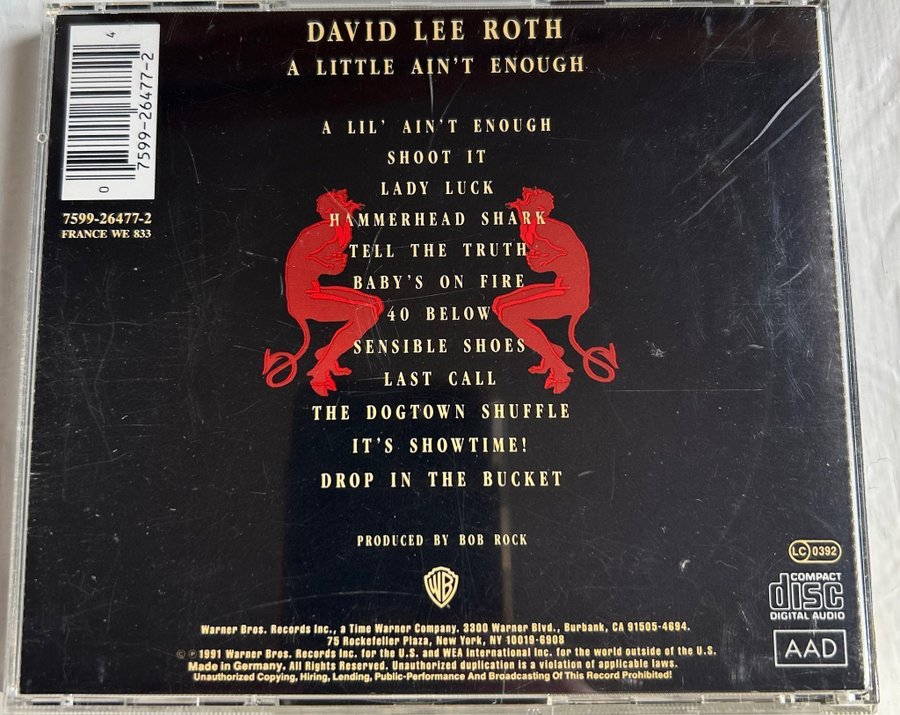 DAVID LEE ROTH
A LITTLE AIN'T ENOUGH
4
7599-26477-2
0
7599-26477-2
FRANCE WE 833
A LIL' AIN'T ENOUGH
SHOOT IT
LADY LUCK
HAMMERHEAD SHARK
TELL THE TRUTH
BABY'S ON FIRE
40 BELOW
SENSIBLE SHOES
LAST CALL
THE DOGTOWN SHUFFLE
IT'S SHOWTIME!
DROP IN THE BUCKET
PRODUCED BY BOB ROCK
WB
LC 0392
COMPACT
disc
DIGITAL AUDIO
AAD
Warner Bros. Records Inc., a Time Warner Company. 3300 Warner Blvd., Burbank, CA 91505-4694.
75 Rockefeller Plaza, New York, NY 10019-6908
© ℗ 1991 Warner Bros. Records Inc. for the U.S. and WEA International Inc. for the world outside of the U.S.
Made in Germany. All Rights Reserved. Unauthorized duplication is a violation of applicable laws.
Unauthorized Copying, Hiring, Lending, Public-Performance And Broadcasting Of This Record Prohibited!